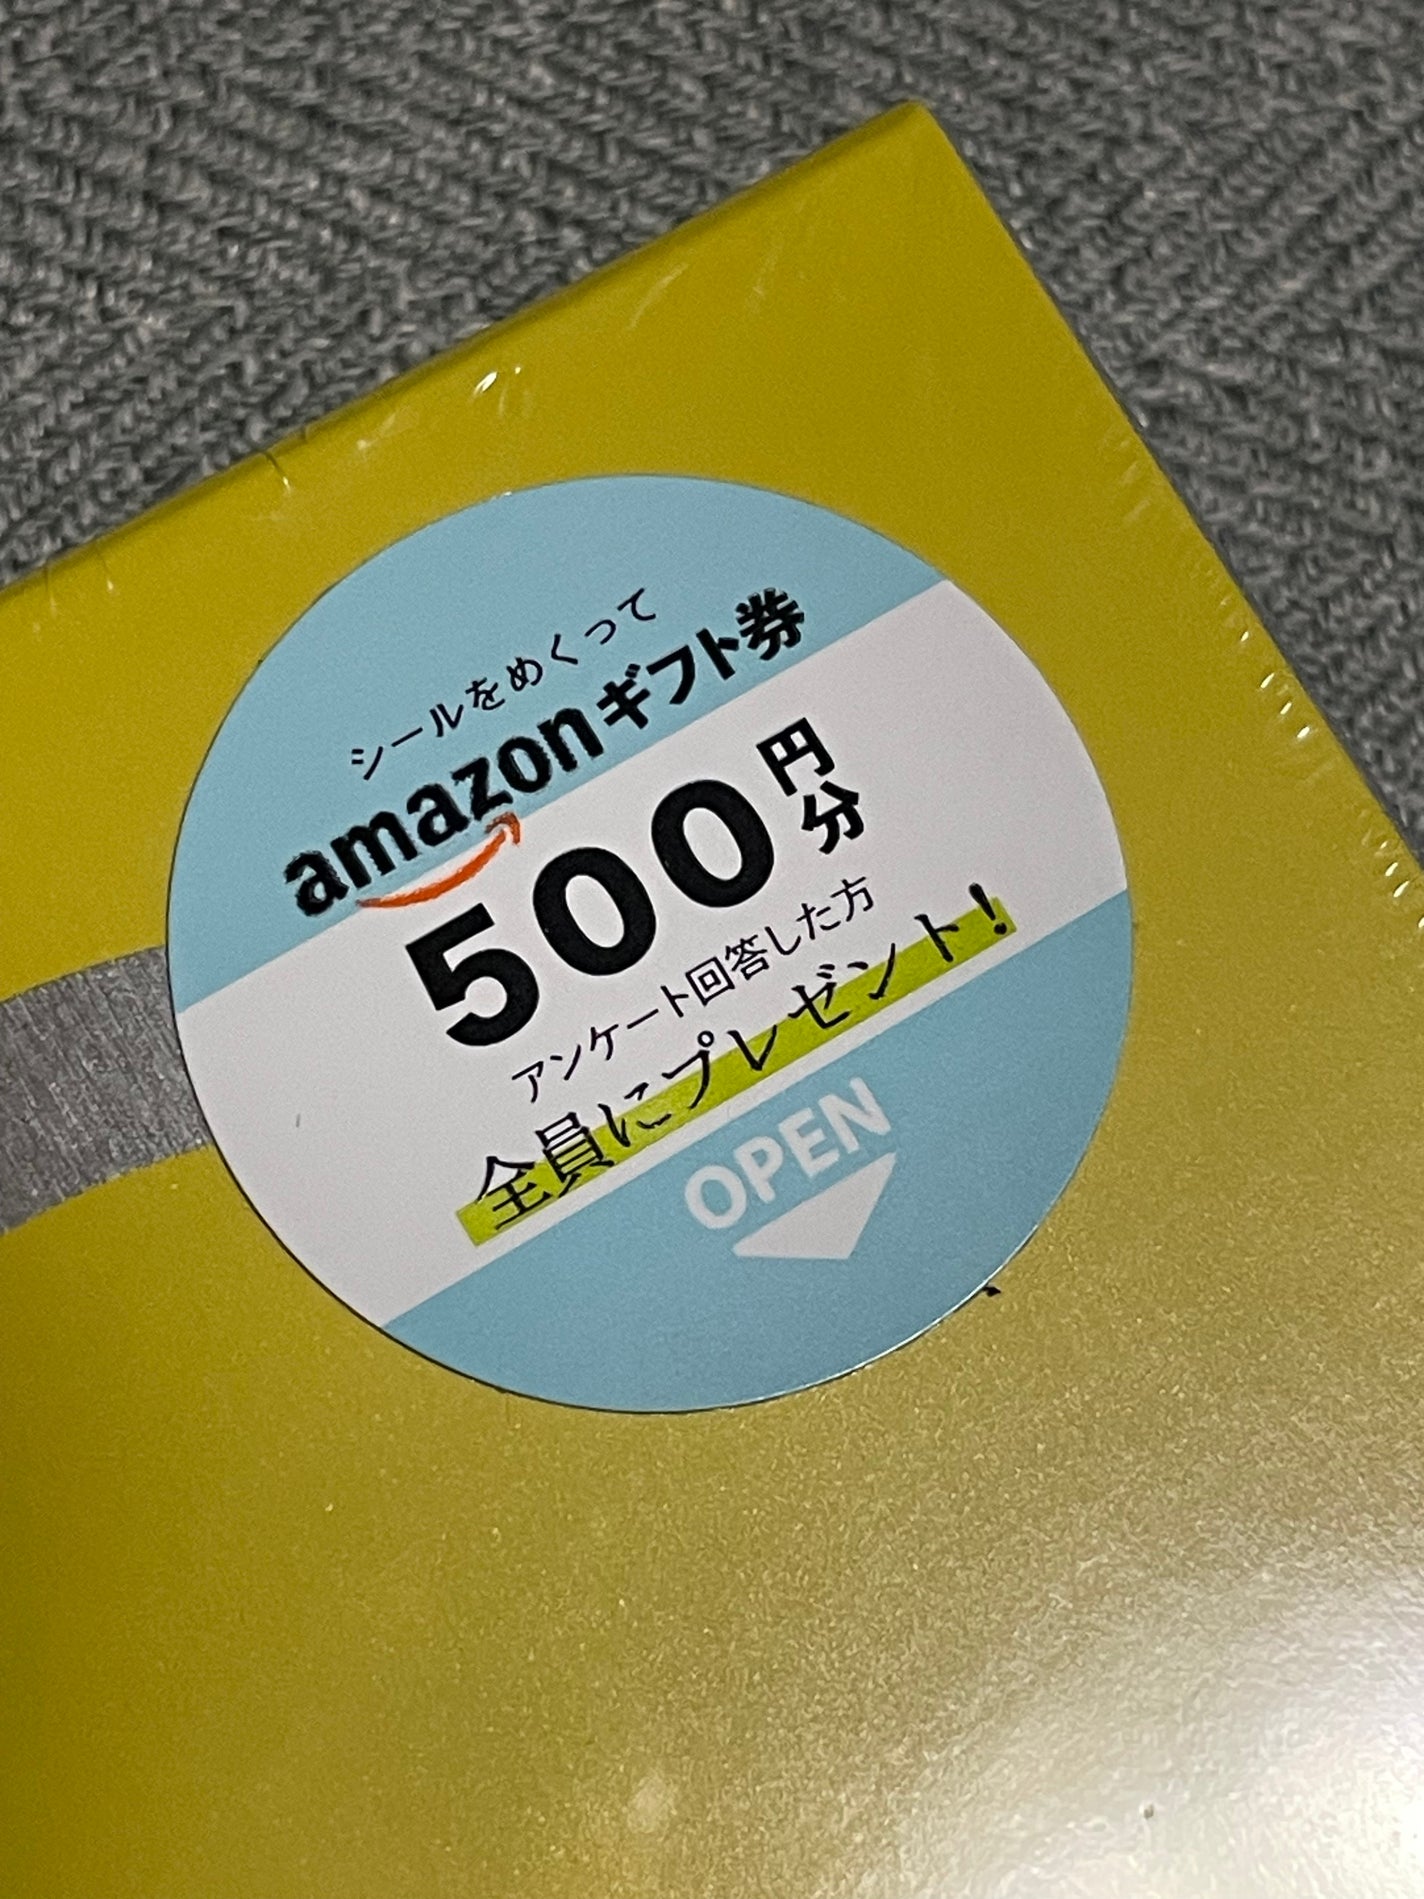 シールをめくって
amazonギフト券
500円分
アンケート回答した方
全員にプレゼント!
OPEN